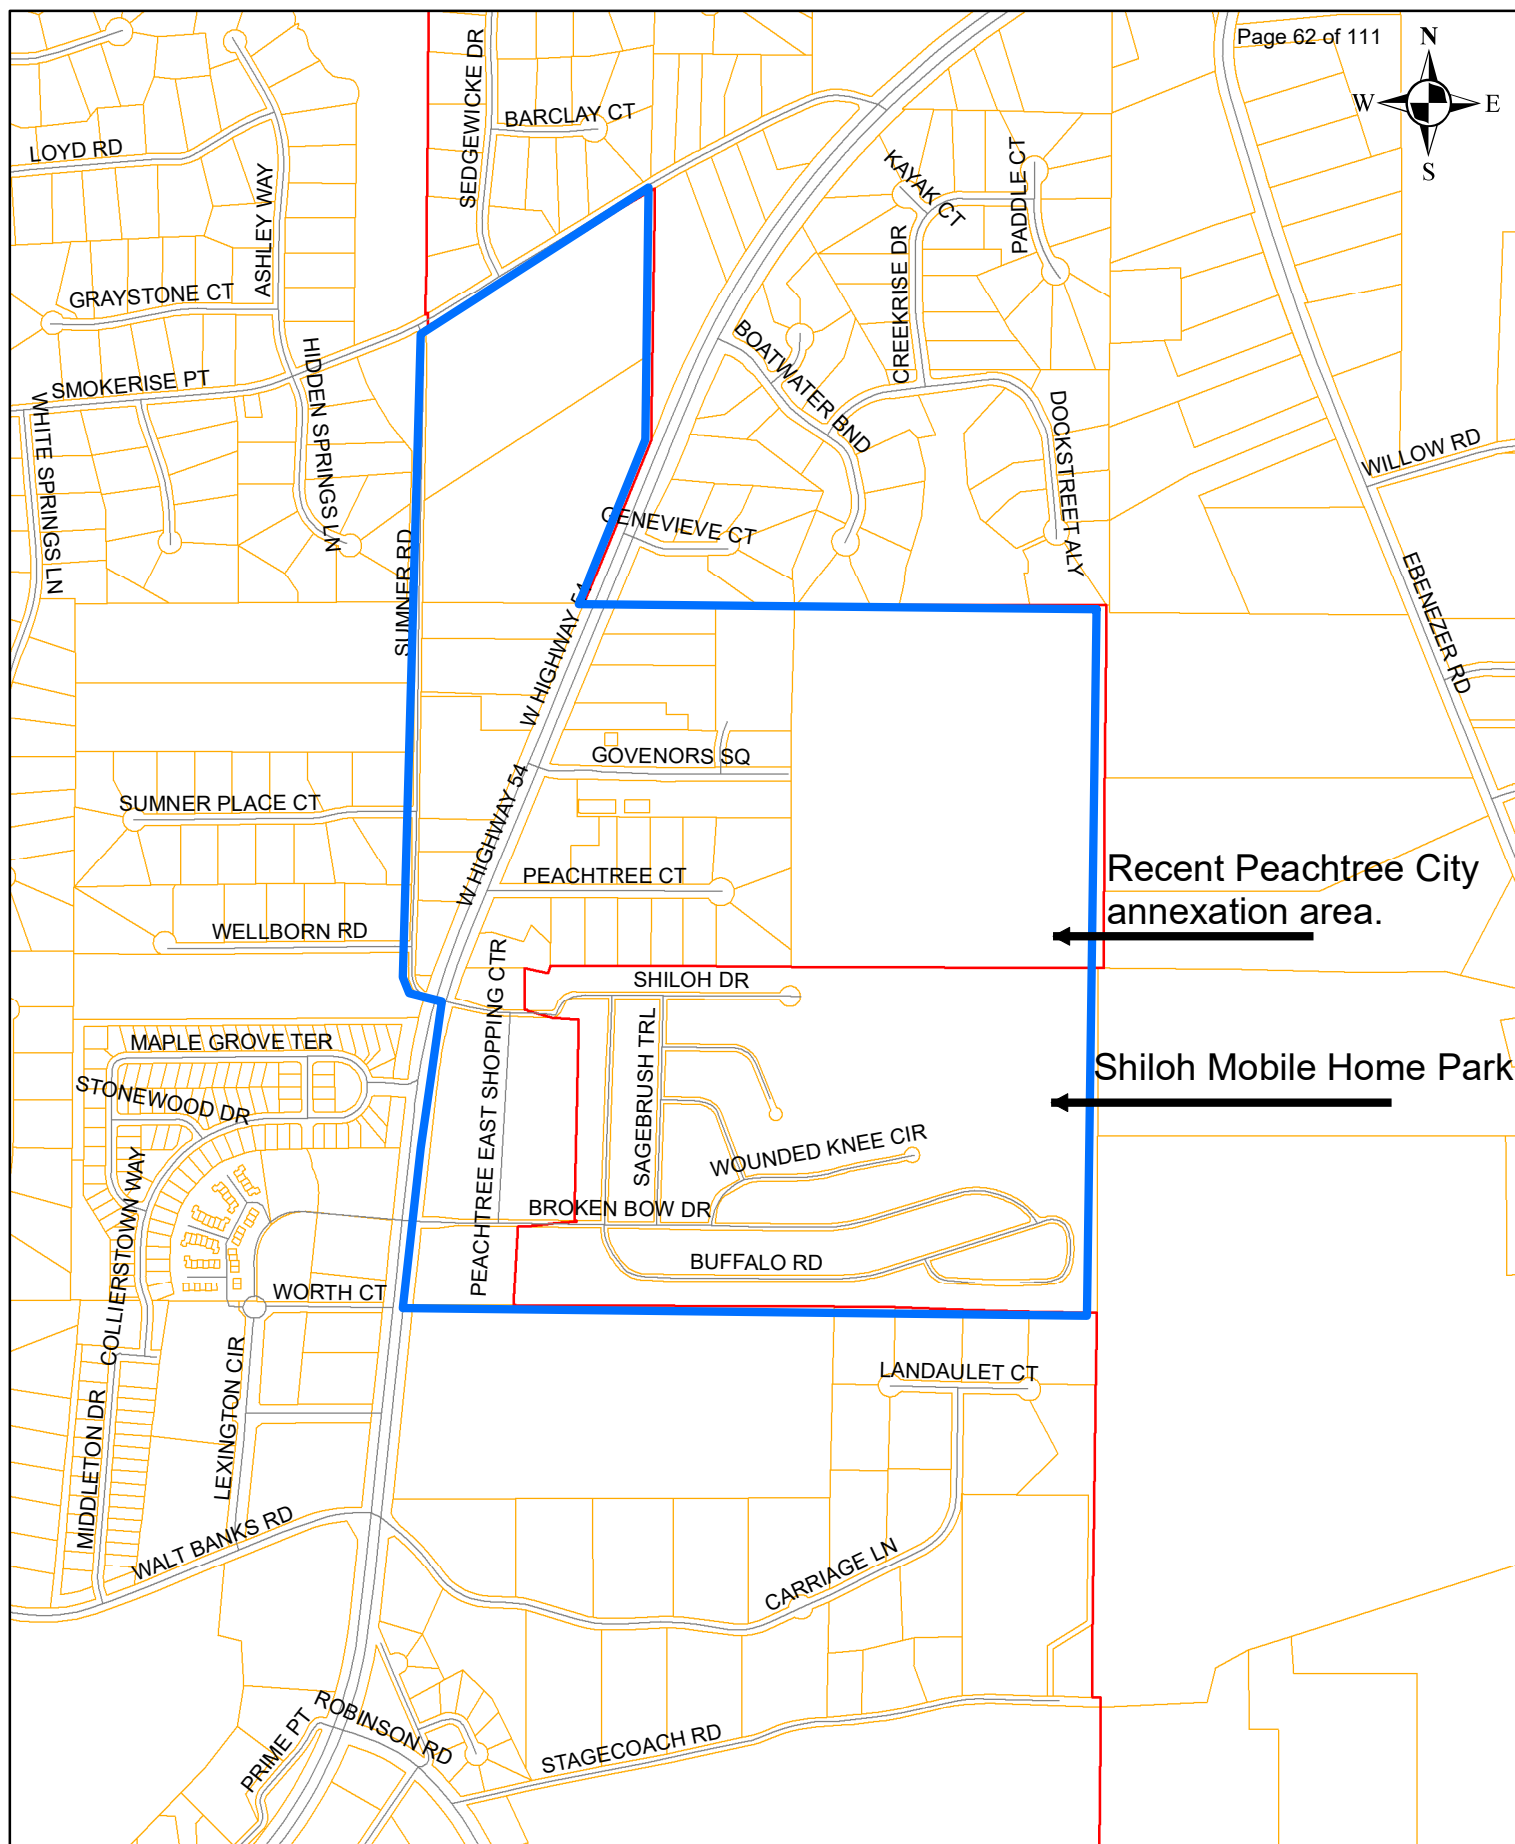 Page 62 of 111
N
W
E
S
SEDGEWICKE DR
BARCLAY CT
LOYD RD
ASHLEY WAY
KAYAK CT
PADDLE CT
CREEKRISE DR
GRAYSTONE CT
HIDDEN SPRINGS LN
SMOKERISE PT
WHITE SPRINGS LN
BOATWATER BND
DOCKSTREET ALY
WILLOW RD
GENEVIEVE CT
SUMNER RD
W HIGHWAY 54
EBENEZER RD
GOVENORS SQ
SUMNER PLACE CT
W HIGHWAY 54
PEACHTREE CT
Recent Peachtree City
annexation area.
WELLBORN RD
PEACHTREE EAST SHOPPING CTR
SHILOH DR
SAGEBRUSH TRL
MAPLE GROVE TER
STONEWOOD DR
Shiloh Mobile Home Park
WOUNDED KNEE CIR
COLLIERSTOWN WAY
BROKEN BOW DR
BUFFALO RD
WORTH CT
LEXINGTON CIR
LANDAULET CT
MIDDLETON DR
WALT BANKS RD
CARRIAGE LN
PRIME PT
ROBINSON RD
STAGECOACH RD